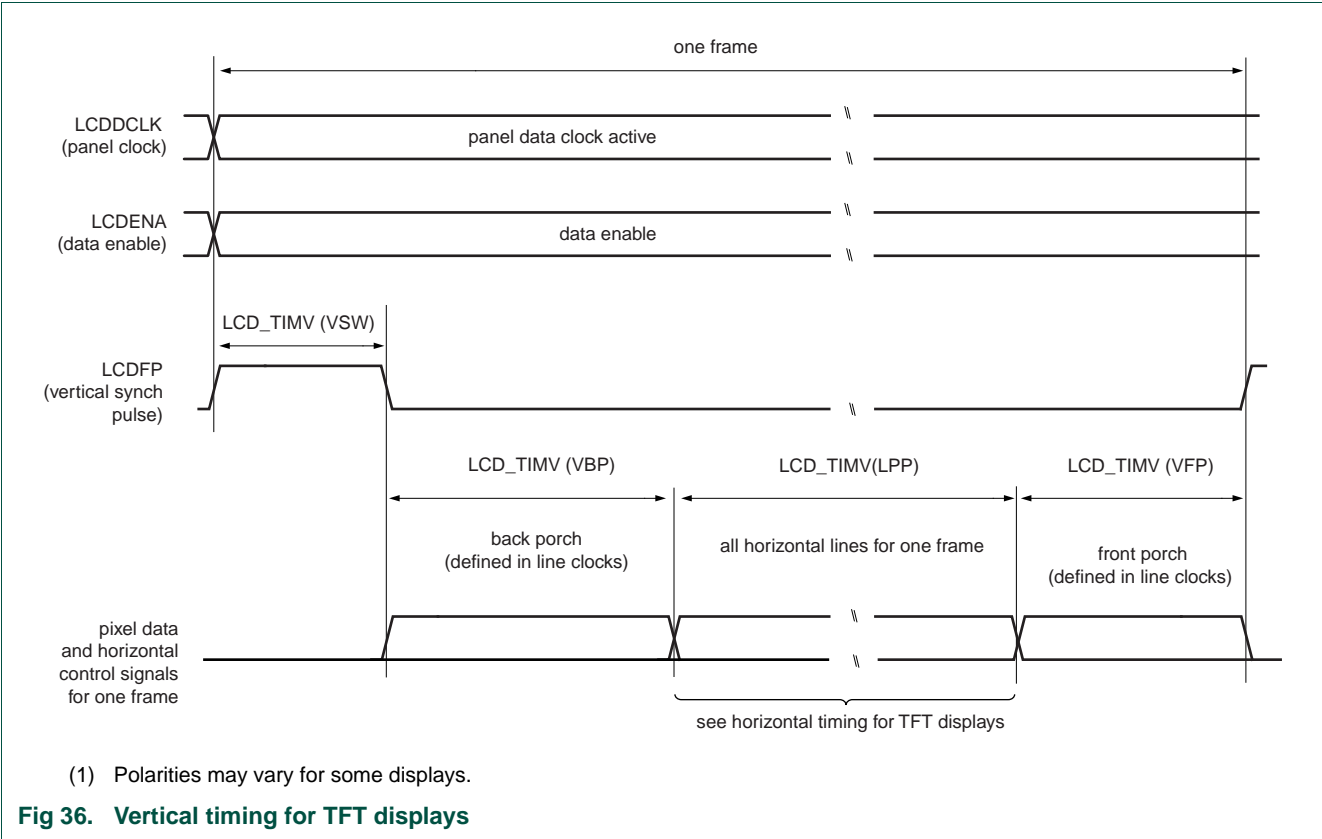 one frame
LCDDCLK
(panel clock)
panel data clock active
LCDENA
(data enable)
data enable
LCD_TIMV (VSW)
LCDFP
(vertical synch
pulse)
LCD_TIMV (VBP)
LCD_TIMV(LPP)
LCD_TIMV (VFP)
back porch
(defined in line clocks)
all horizontal lines for one frame
front porch
(defined in line clocks)
pixel data
and horizontal
control signals
for one frame
see horizontal timing for TFT displays
(1) Polarities may vary for some displays.
Fig 36. Vertical timing for TFT displays